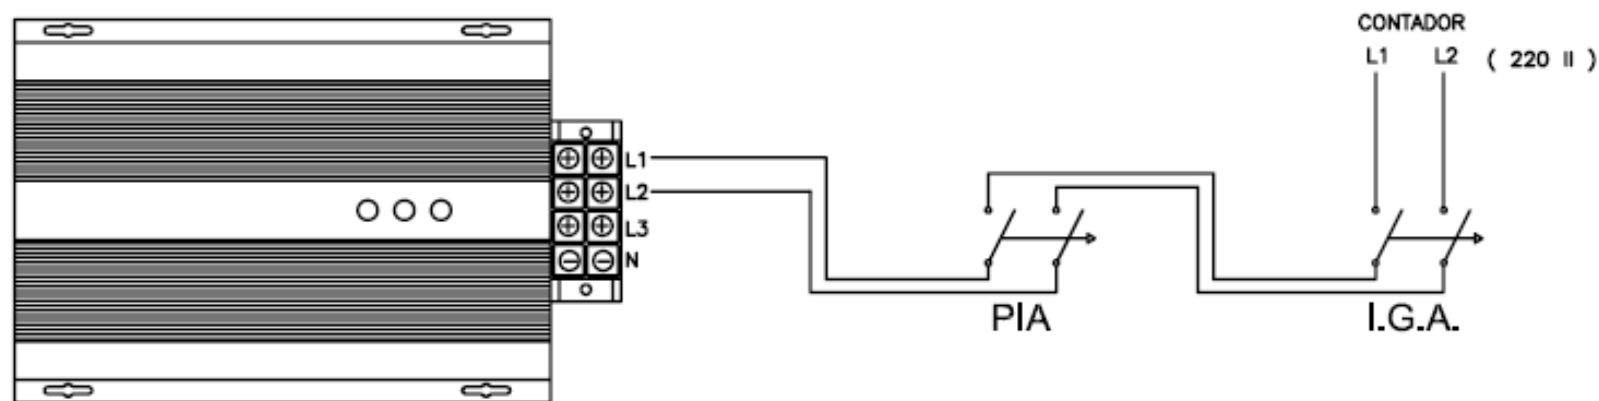 CONTADOR
L1 L2 ( 220 II )
L1
L2
L3
N
PIA I.G.A.